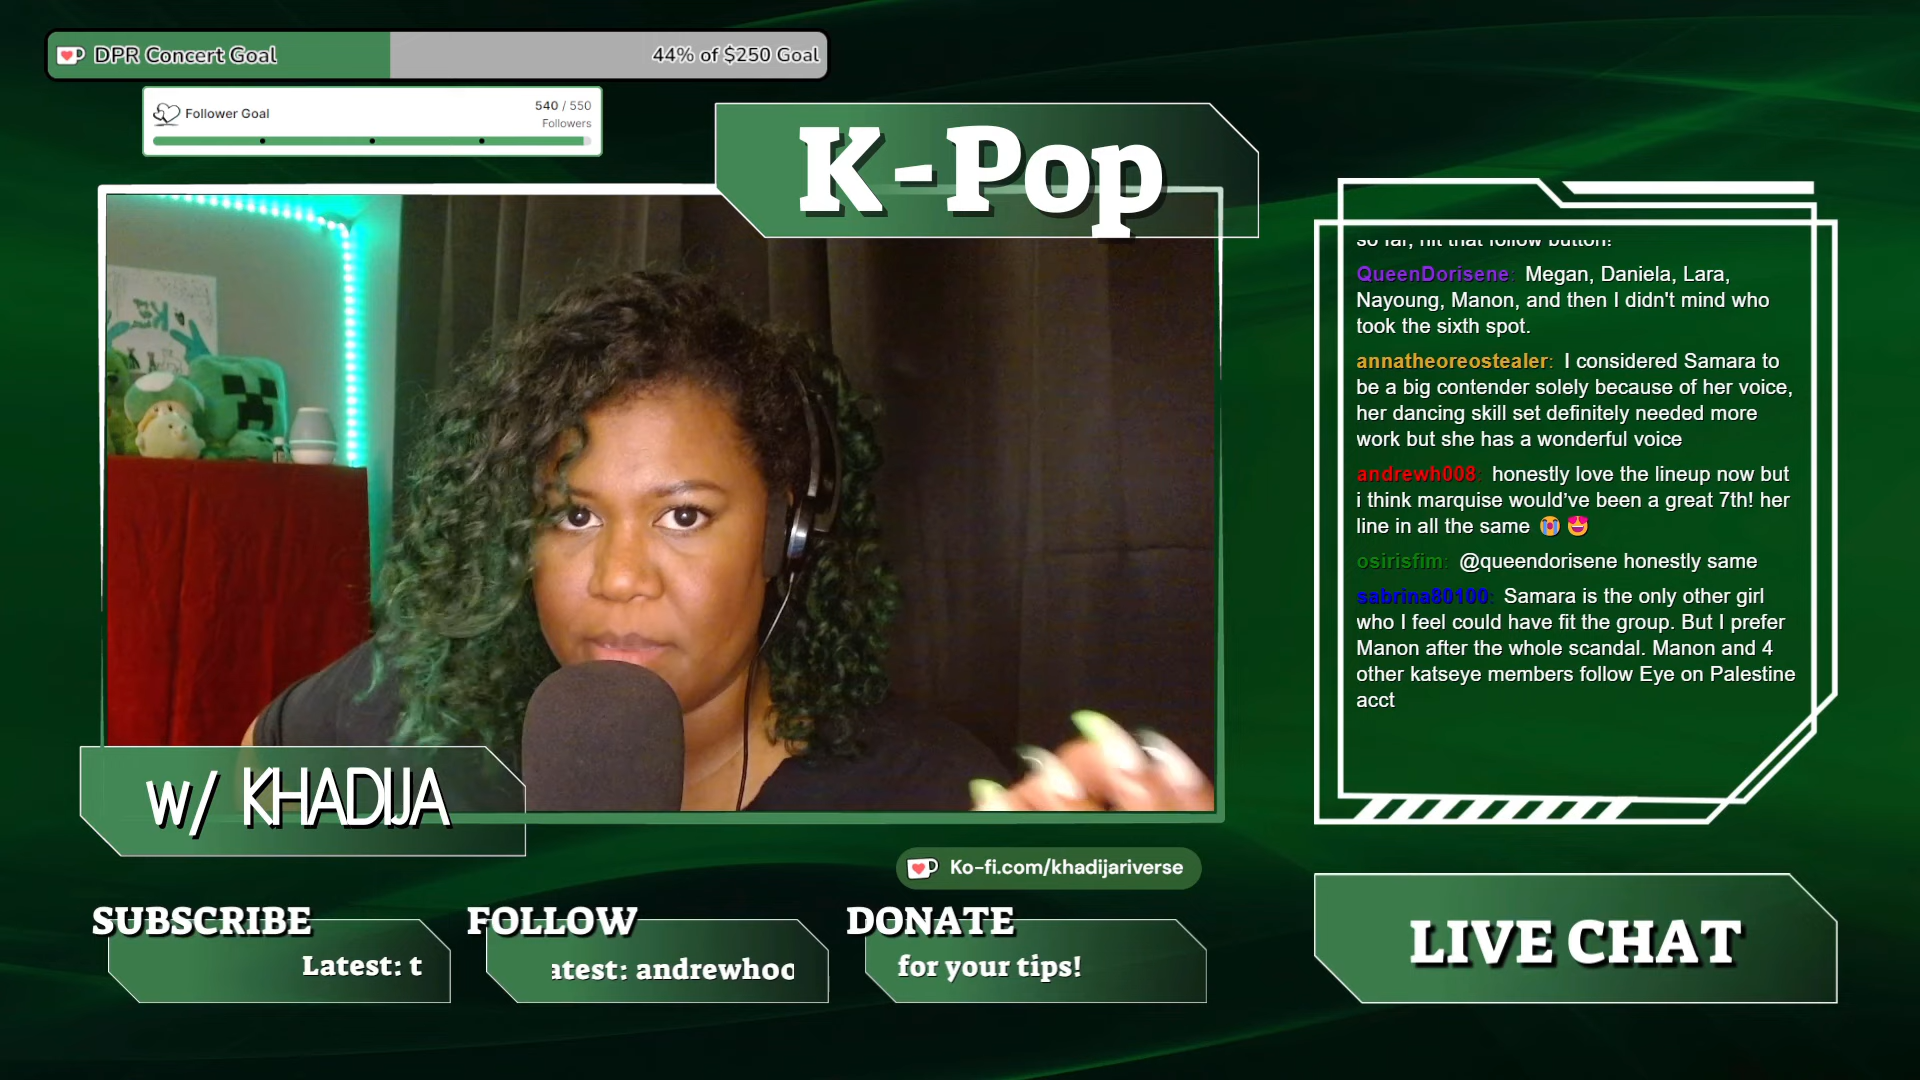 DPR Concert Goal
44% of $250 Goal
Follower Goal
540 / 550
Followers
K-Pop
so far, hit that follow button!
QueenDorisene: Megan, Daniela, Lara,
Nayoung, Manon, and then I didn't mind who
took the sixth spot.
annatheoreostealer: I considered Samara to
be a big contender solely because of her voice,
her dancing skill set definitely needed more
work but she has a wonderful voice
andrewh008: honestly love the lineup now but
i think marquise would've been a great 7th! her
line in all the same 😭 😍
osirisfim: @queendorisene honestly same
sabrina80100: Samara is the only other girl
who I feel could have fit the group. But I prefer
Manon after the whole scandal. Manon and 4
other katseye members follow Eye on Palestine
acct
w/ KHADIJA
Ko-fi.com/khadijariverse
SUBSCRIBE
Latest: t
FOLLOW
atest: andrewhoo
DONATE
for your tips!
LIVE CHAT